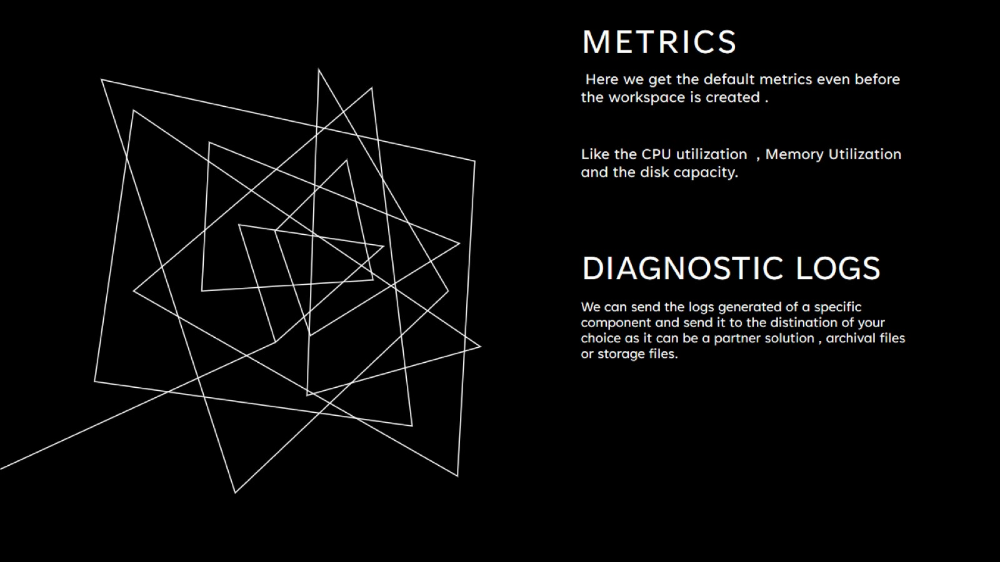 METRICS
Here we get the default metrics even before
the workspace is created .
Like the CPU utilization  , Memory Utilization
and the disk capacity.
DIAGNOSTIC LOGS
We can send the logs generated of a specific
component and send it to the distination of your
choice as it can be a partner solution , archival files
or storage files.